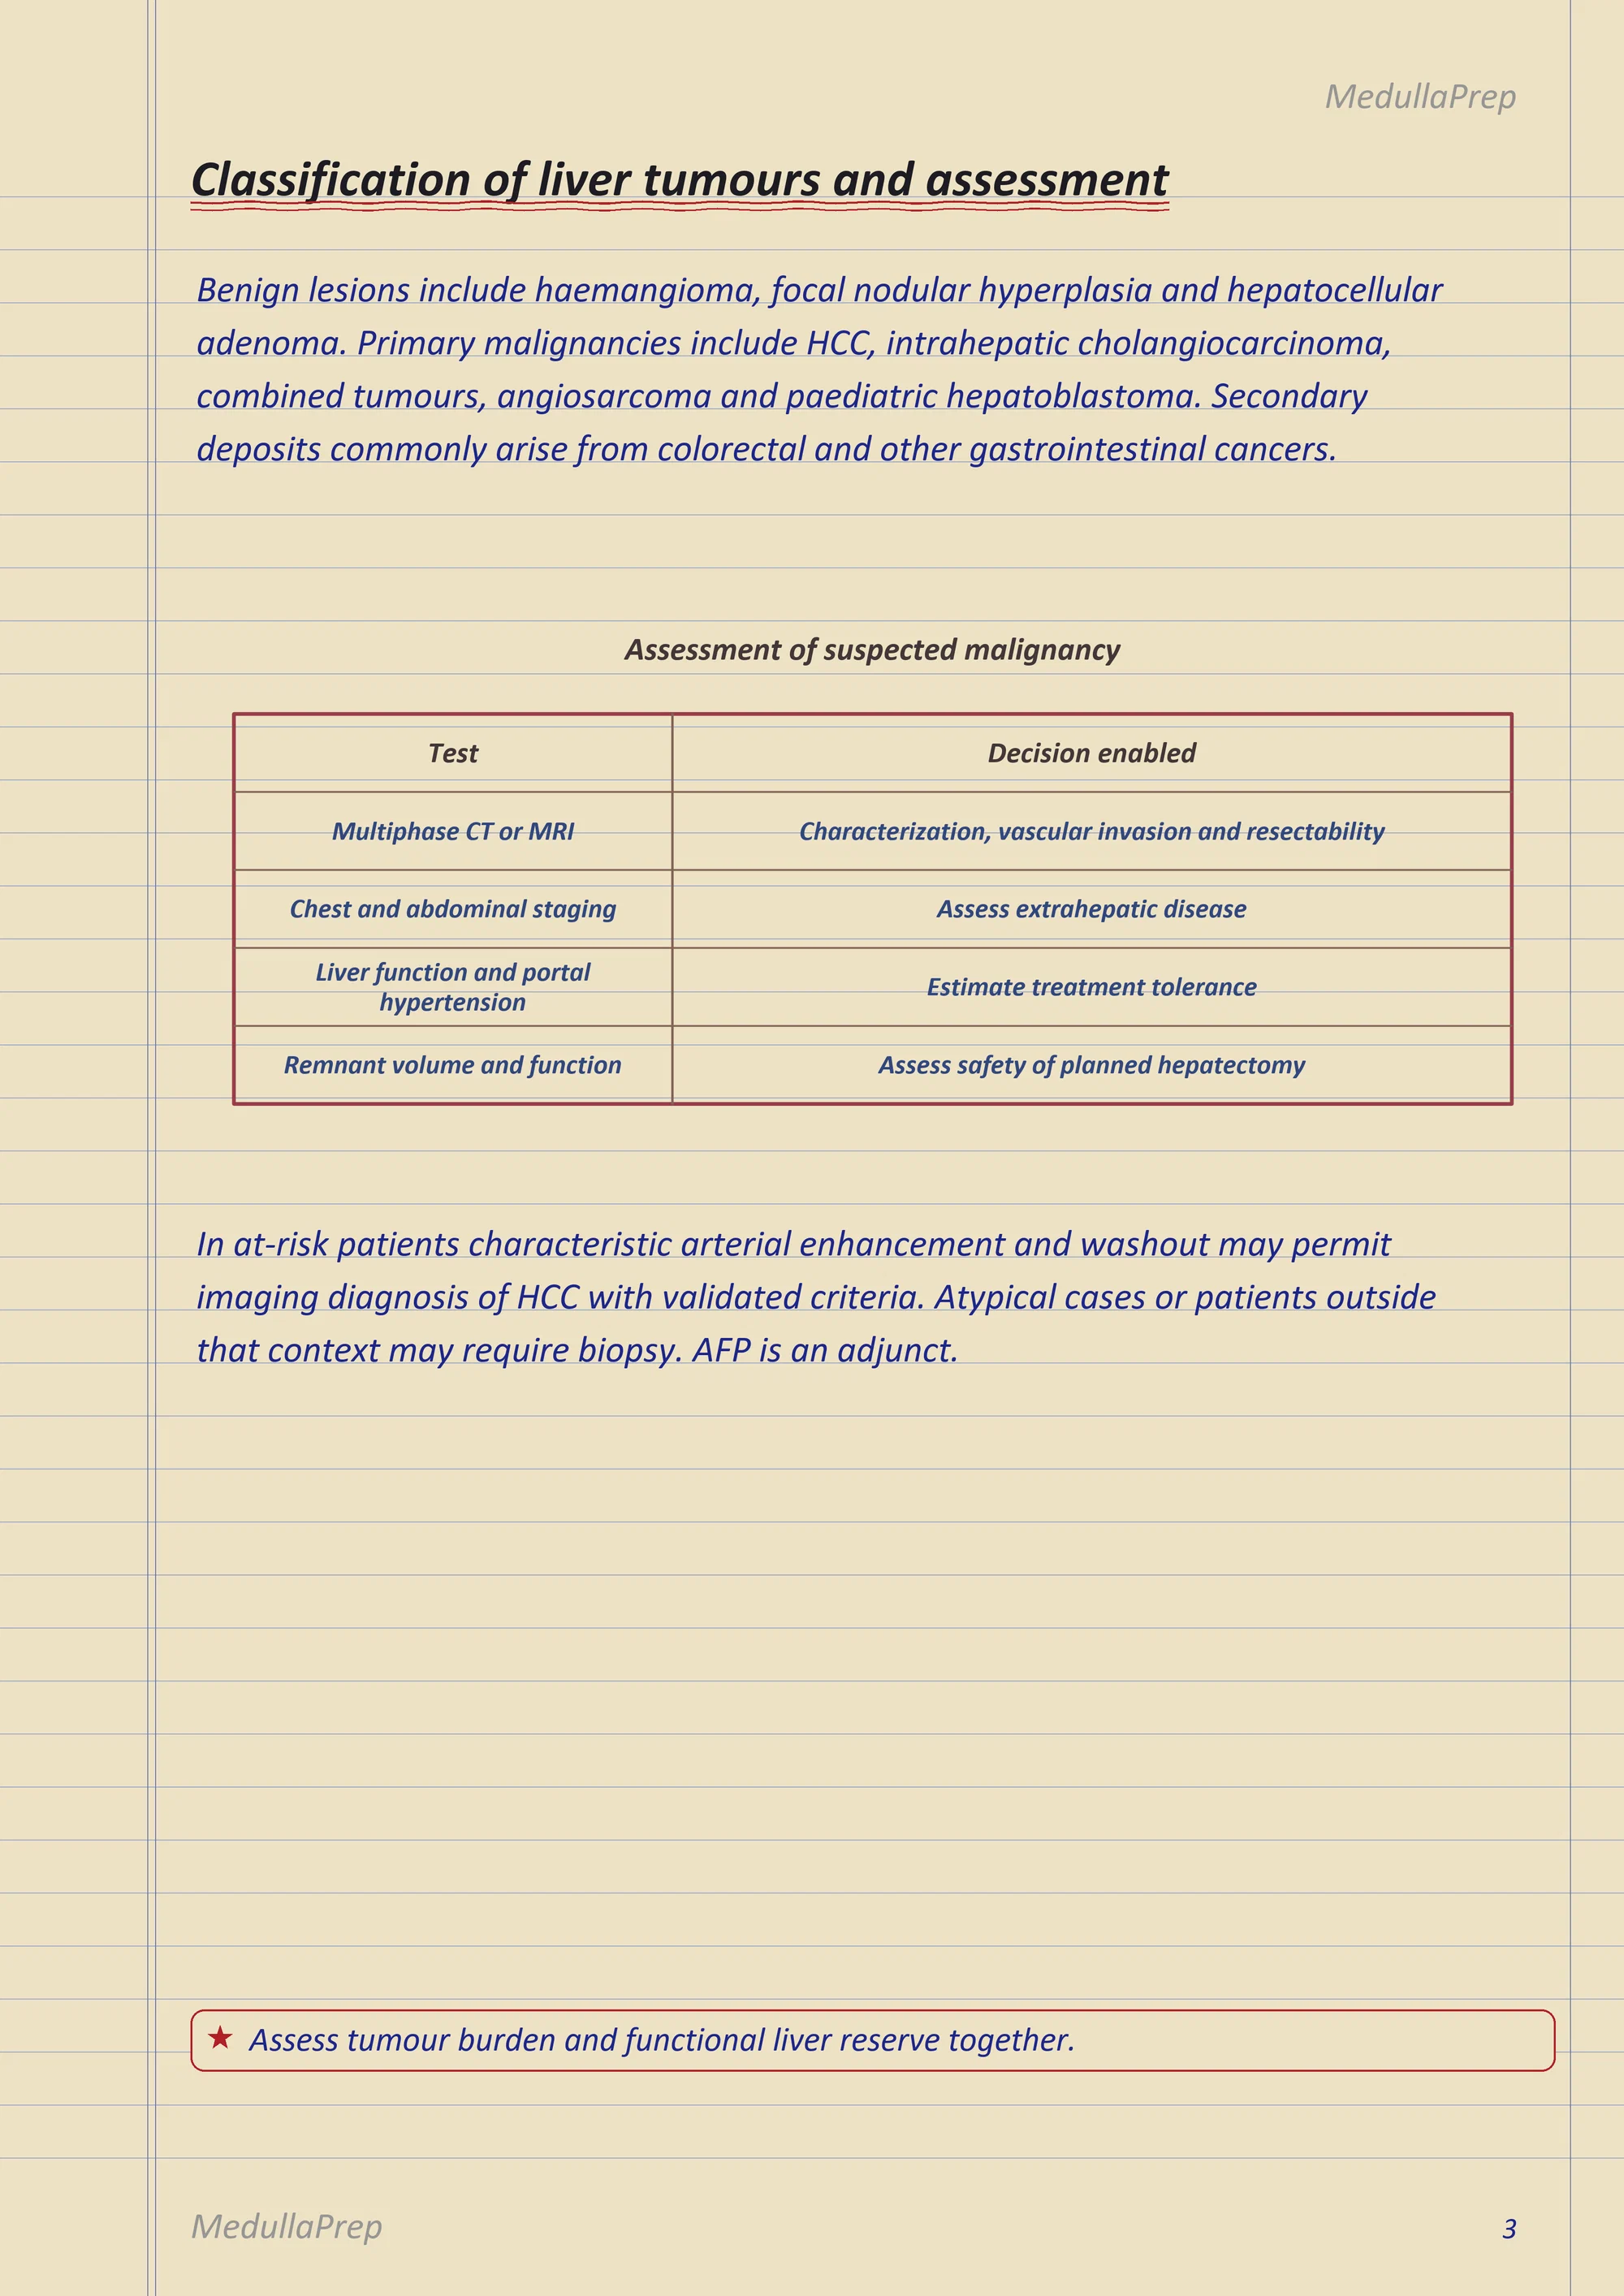 MedullaPrep
Classification of liver tumours and assessment
Benign lesions include haemangioma, focal nodular hyperplasia and hepatocellular
adenoma. Primary malignancies include HCC, intrahepatic cholangiocarcinoma,
combined tumours, angiosarcoma and paediatric hepatoblastoma. Secondary
deposits commonly arise from colorectal and other gastrointestinal cancers.
Assessment of suspected malignancy
Test Decision enabled
Multiphase CT or MRI Characterization, vascular invasion and resectability
Chest and abdominal staging Assess extrahepatic disease
Liver function and portal
hypertension Estimate treatment tolerance
Remnant volume and function Assess safety of planned hepatectomy
In at-risk patients characteristic arterial enhancement and washout may permit
imaging diagnosis of HCC with validated criteria. Atypical cases or patients outside
that context may require biopsy. AFP is an adjunct.
★ Assess tumour burden and functional liver reserve together.
MedullaPrep 3